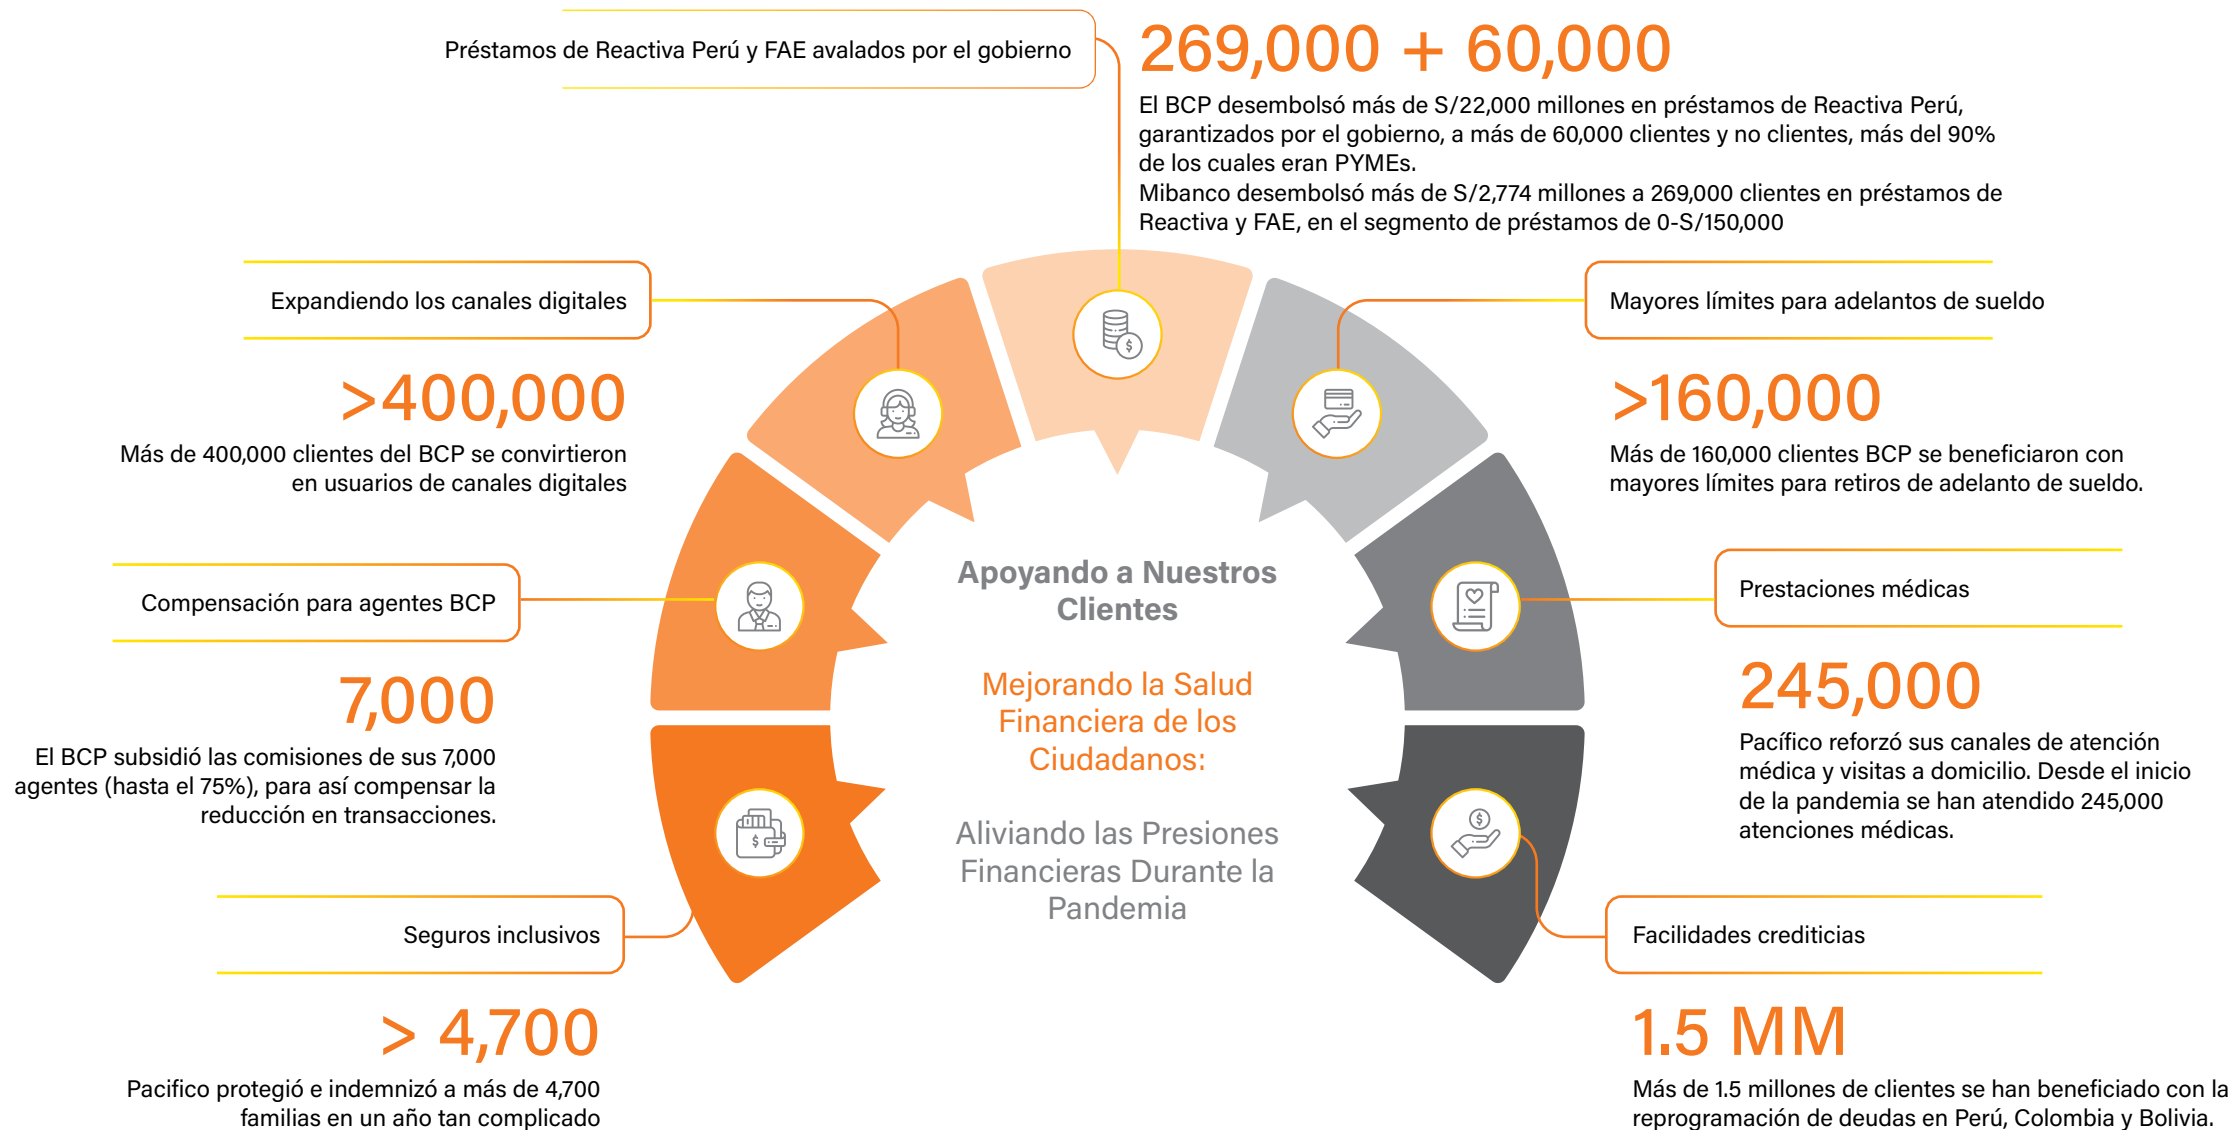 Préstamos de Reactiva Perú y FAE avalados por el gobierno
269,000 + 60,000
El BCP desembolsó más de S/22,000 millones en préstamos de Reactiva Perú,
garantizados por el gobierno, a más de 60,000 clientes y no clientes, más del 90%
de los cuales eran PYMEs.
Mibanco desembolsó más de S/2,774 millones a 269,000 clientes en préstamos de
Reactiva y FAE, en el segmento de préstamos de 0-S/150,000
Expandiendo los canales digitales
>400,000
Más de 400,000 clientes del BCP se convirtieron
en usuarios de canales digitales
Mayores límites para adelantos de sueldo
>160,000
Más de 160,000 clientes BCP se beneficiaron con
mayores límites para retiros de adelanto de sueldo.
Compensación para agentes BCP
7,000
El BCP subsidió las comisiones de sus 7,000
agentes (hasta el 75%), para así compensar la
reducción en transacciones.
Apoyando a Nuestros
Clientes
Mejorando la Salud
Financiera de los
Ciudadanos:
Aliviando las Presiones
Financieras Durante la
Pandemia
Prestaciones médicas
245,000
Pacífico reforzó sus canales de atención
médica y visitas a domicilio. Desde el inicio
de la pandemia se han atendido 245,000
atenciones médicas.
Seguros inclusivos
> 4,700
Pacifico protegió e indemnizó a más de 4,700
familias en un año tan complicado
Facilidades crediticias
1.5 MM
Más de 1.5 millones de clientes se han beneficiado con la
reprogramación de deudas en Perú, Colombia y Bolivia.